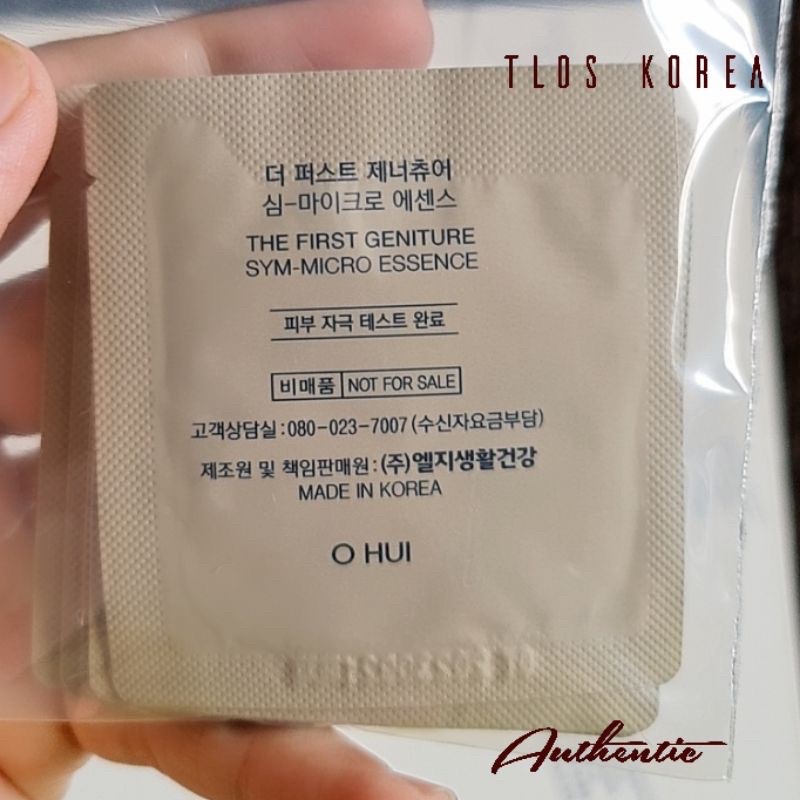 TLOS KOREA
더 퍼스트 제너츄어
심-마이크로 에센스
THE FIRST GENITURE
SYM-MICRO ESSENCE
피부 자극 테스트 완료
비매품 NOT FOR SALE
고객상담실:080-023-7007(수신자요금부담)
제조원 및 책임판매원:(주)엘지생활건강
MADE IN KOREA
O HUI
Authentic